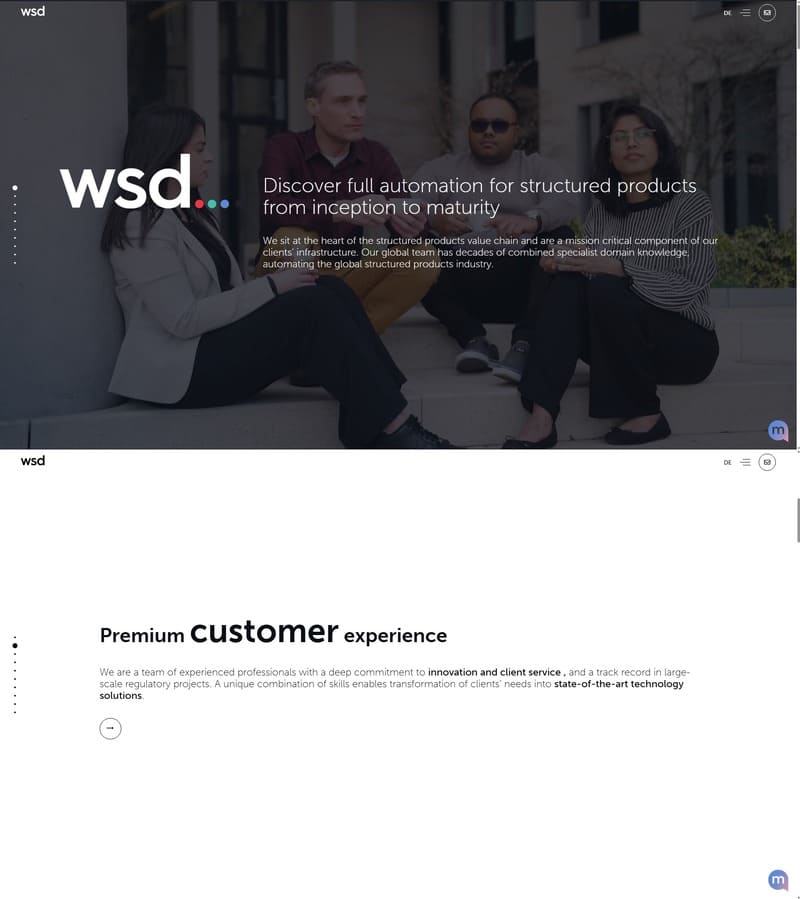 wsd
DE
wsd...
Discover full automation for structured products
from inception to maturity
We sit at the heart of the structured products value chain and are a mission critical component of our
clients' infrastructure. Our global team has decades of combined specialist domain knowledge,
automating the global structured products industry.
m
wsd
DE
Premium customer experience
We are a team of experienced professionals with a deep commitment to innovation and client service , and a track record in large-
scale regulatory projects. A unique combination of skills enables transformation of clients' needs into state-of-the-art technology
solutions.
m